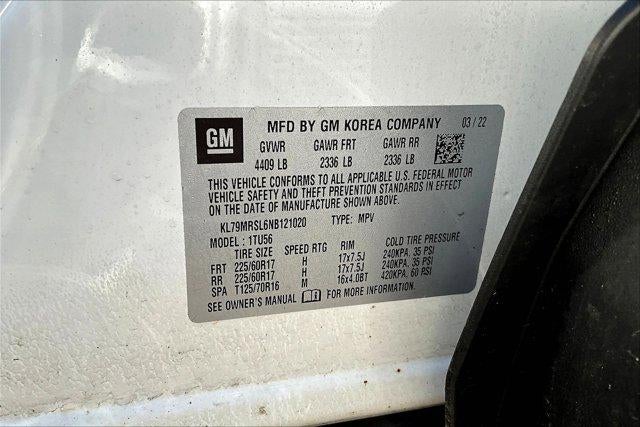 GM MFD BY GM KOREA COMPANY 03 / 22
GVWR GAWR FRT GAWR RR
4409 LB 2336 LB 2336 LB
THIS VEHICLE CONFORMS TO ALL APPLICABLE U.S. FEDERAL MOTOR
VEHICLE SAFETY AND THEFT PREVENTION STANDARDS IN EFFECT
ON THE DATE OF MANUFACTURE SHOWN ABOVE.
KL79MRSL6NB121020 TYPE: MPV
MODEL: 1TU56
TIRE SIZE SPEED RTG RIM COLD TIRE PRESSURE
FRT 225/60R17 H 17x7.5J 240KPA, 35 PSI
RR 225/60R17 H 17x7.5J 240KPA, 35 PSI
SPA T125/70R16 M 16x4.0BT 420KPA, 60 PSI
SEE OWNER'S MANUAL FOR MORE INFORMATION.